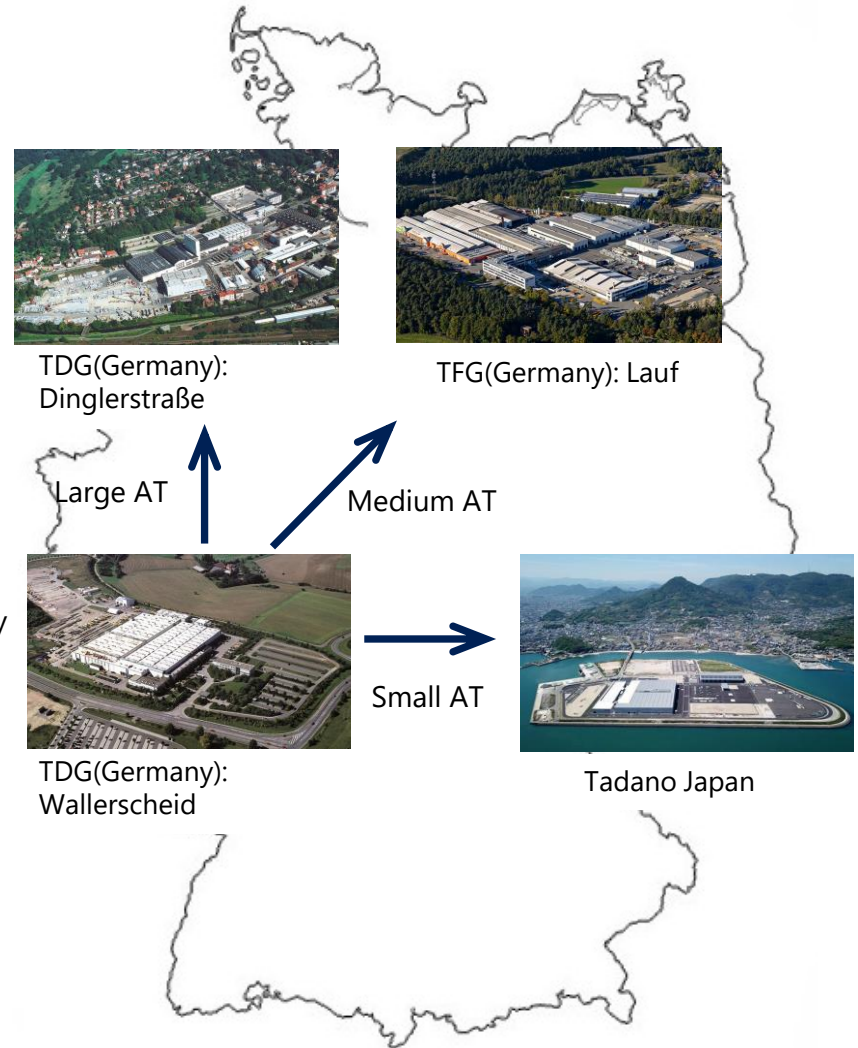 TDG(Germany):
Dinglerstraße
TFG(Germany): Lauf
Large AT
Medium AT
Small AT
TDG(Germany):
Wallerscheid
Tadano Japan